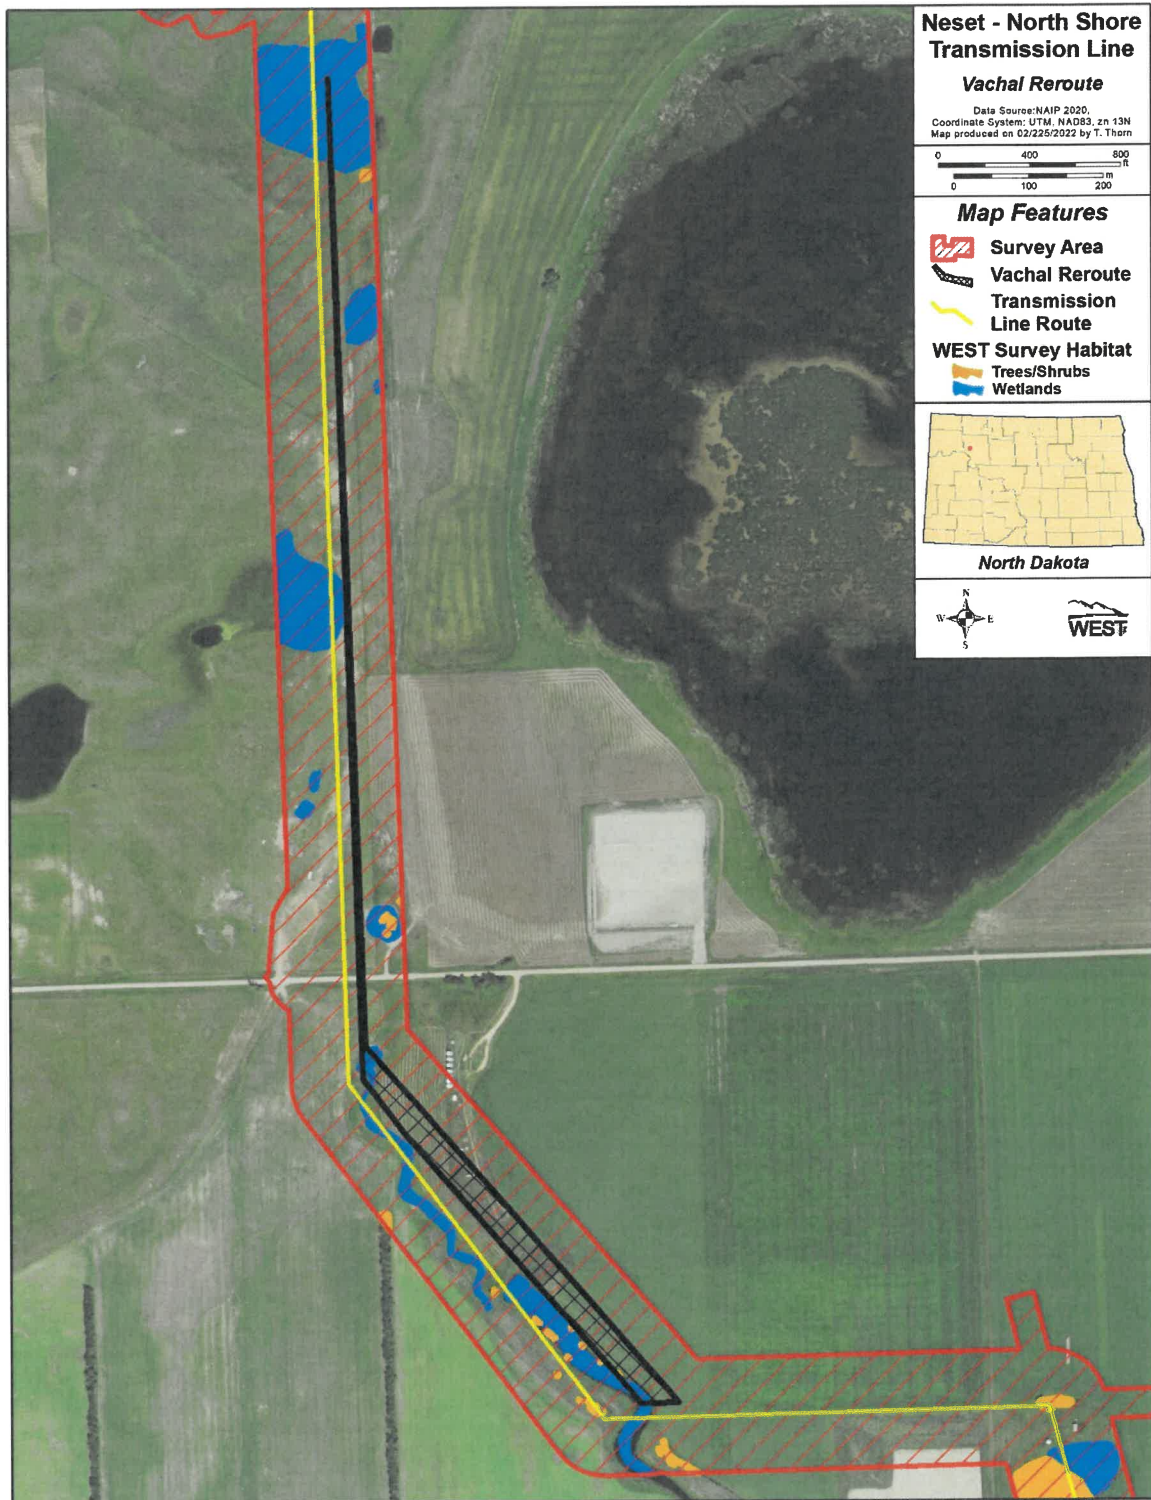 Neset - North Shore
Transmission Line
Vachal Reroute
Data Source:NAIP 2020,
Coordinate System: UTM, NAD83, zn 13N
Map produced on 02/225/2022 by T. Thorn
0 400 800
ft
m
0 100 200
Map Features
Survey Area
Vachal Reroute
Transmission
Line Route
WEST Survey Habitat
Trees/Shrubs
Wetlands
North Dakota
N
W E
S
WEST